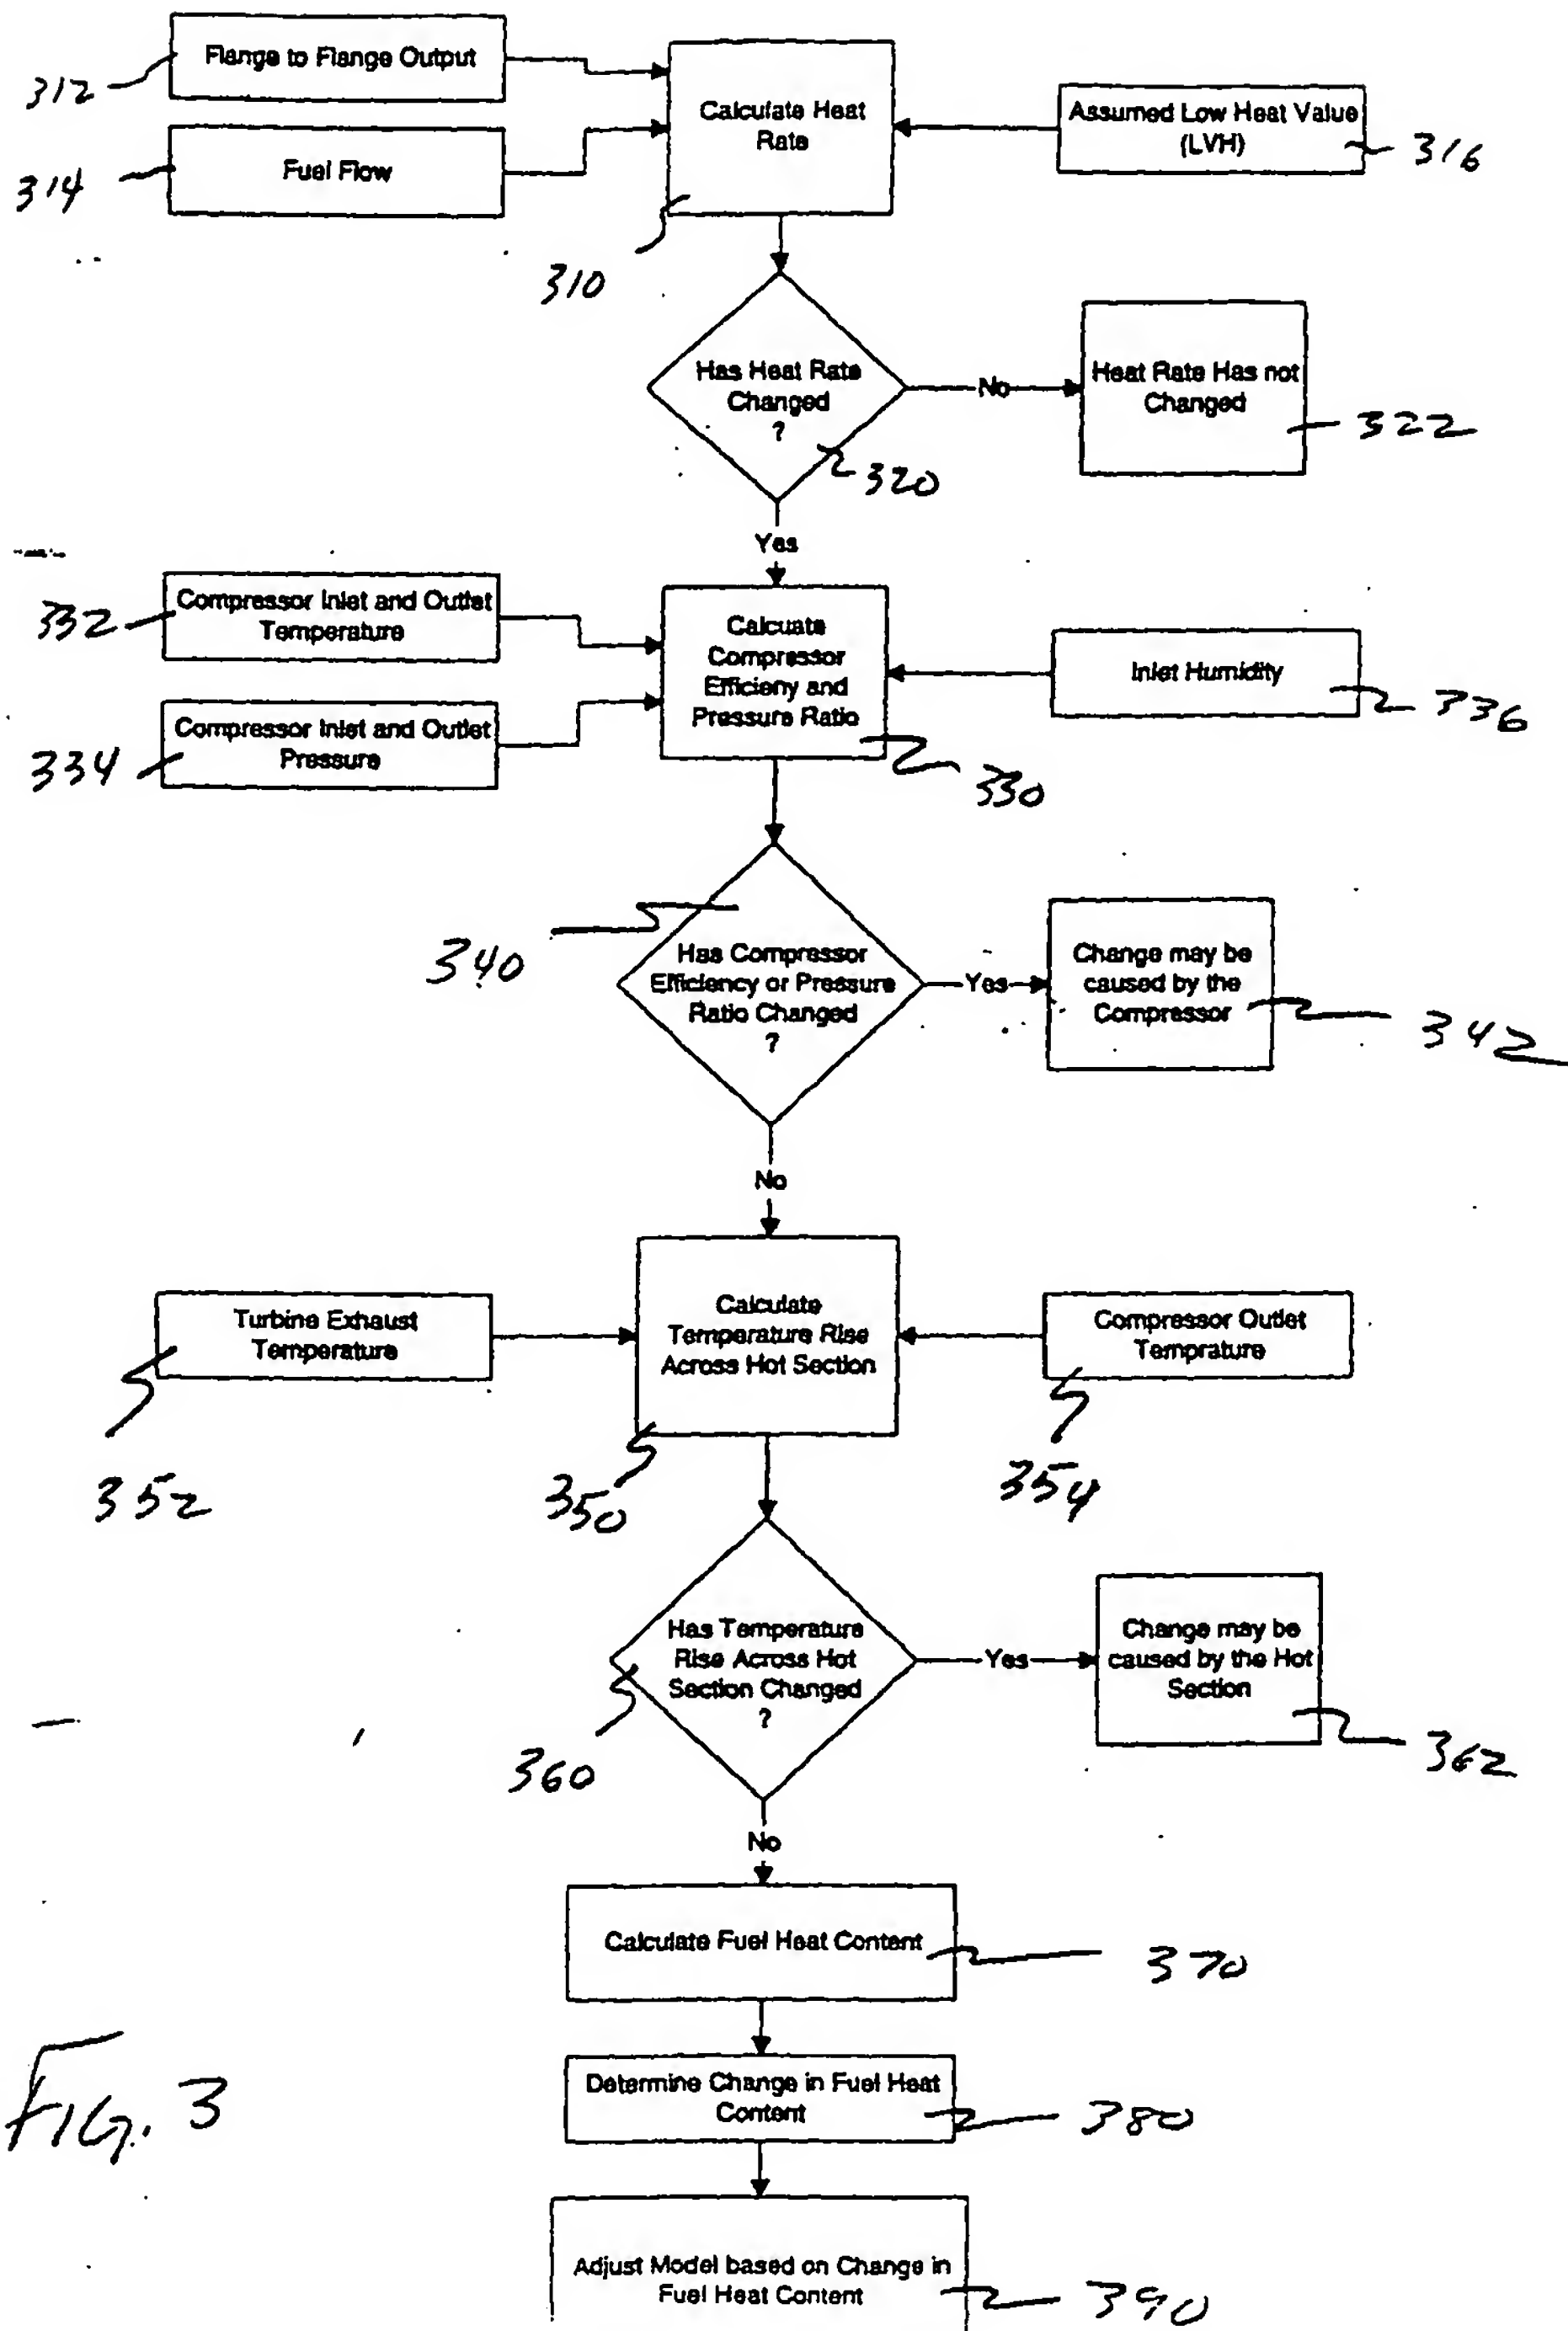 Flange to Flange Output
312
Fuel Flow
314
Calculate Heat
Rate
310
Assumed Low Heat Value
(LVH)
316
Has Heat Rate
Changed
?
320
No
Heat Rate Has not
Changed
322
Yes
Compressor Inlet and Outlet
Temperature
332
Compressor Inlet and Outlet
Pressure
334
Calcuate
Compressor
Efficieny and
Pressure Ratio
330
Inlet Humidity
336
340
Has Compressor
Efficiency or Pressure
Ratio Changed
?
Yes
Change may be
caused by the
Compressor
342
No
Turbine Exhaust
Temperature
352
Calculate
Temperature Rise
Across Hot Section
350
Compressor Outlet
Temprature
354
Has Temperature
Rise Across Hot
Section Changed
?
360
Yes
Change may be
caused by the Hot
Section
362
No
Calculate Fuel Heat Content
370
Determine Change in Fuel Heat
Content
380
Adjust Model based on Change in
Fuel Heat Content
390
FIG. 3